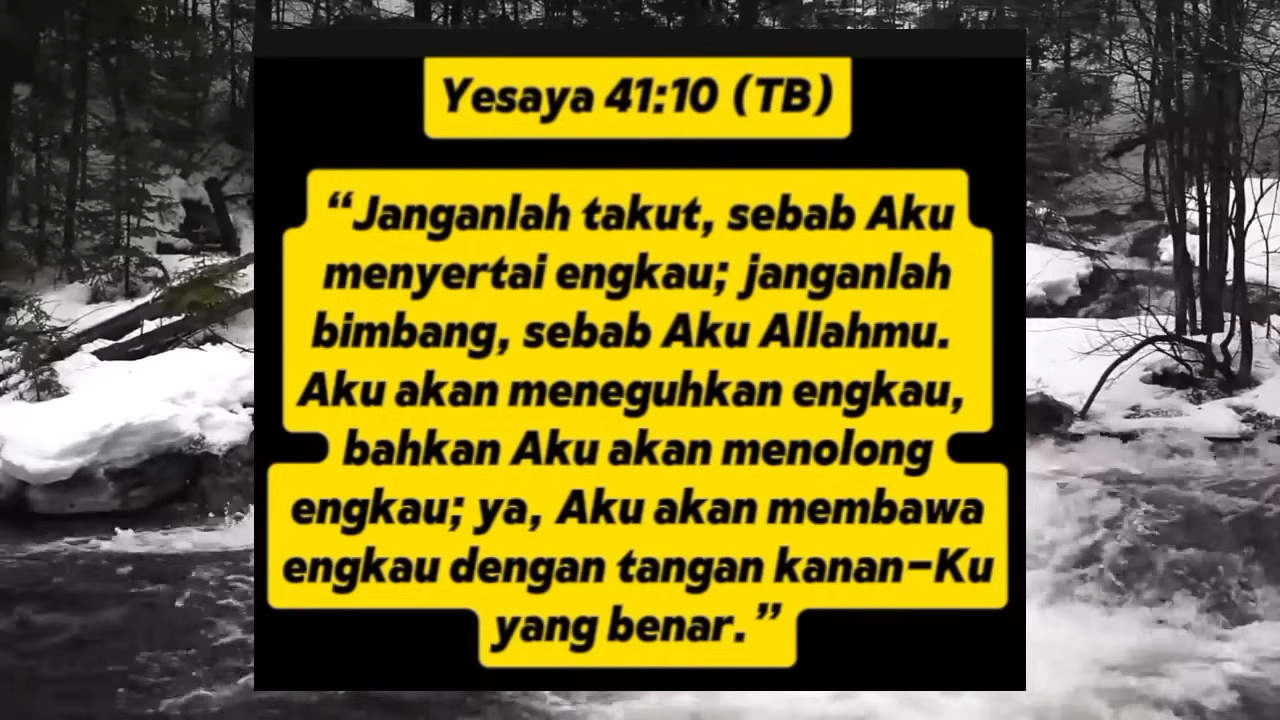 Yesaya 41:10 (TB)
“Janganlah takut, sebab Aku
menyertai engkau; janganlah
bimbang, sebab Aku Allahmu.
Aku akan meneguhkan engkau,
bahkan Aku akan menolong
engkau; ya, Aku akan membawa
engkau dengan tangan kanan-Ku
yang benar.”